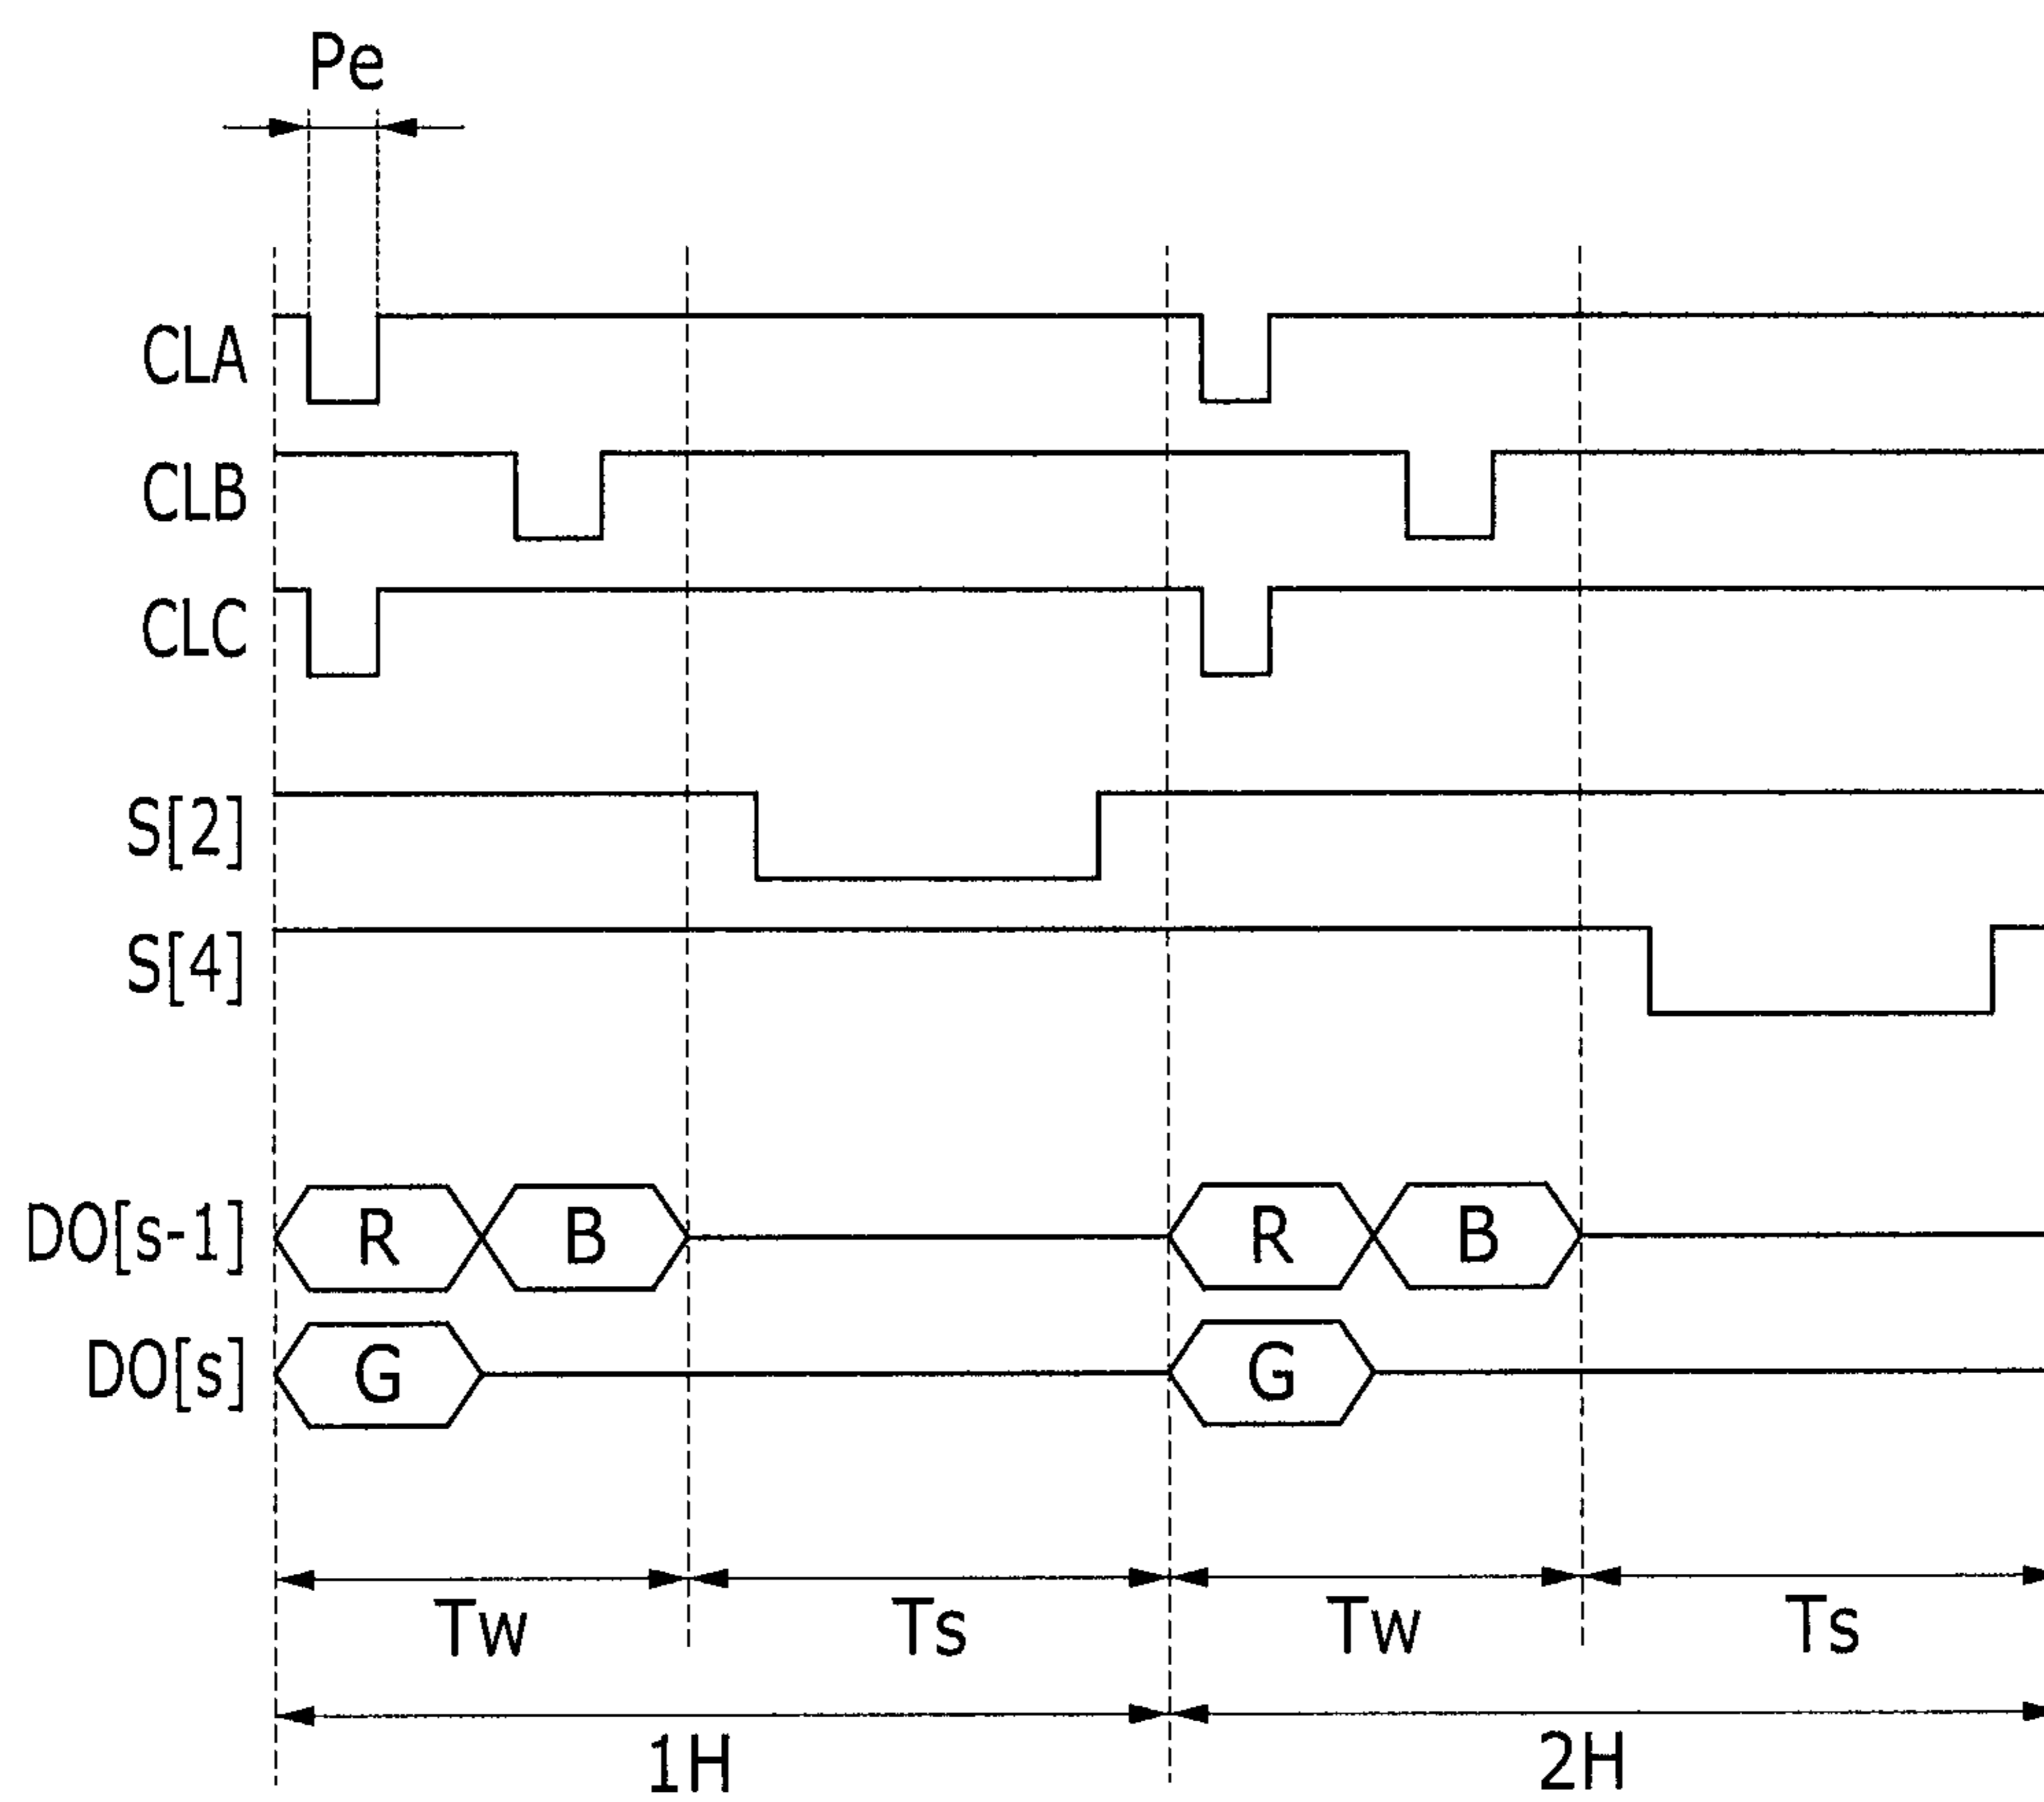 Pe
CLA
CLB
CLC
S[2]
S[4]
DO[s-1] R B R B
DO[s] G G
Tw Ts Tw Ts
1H 2H